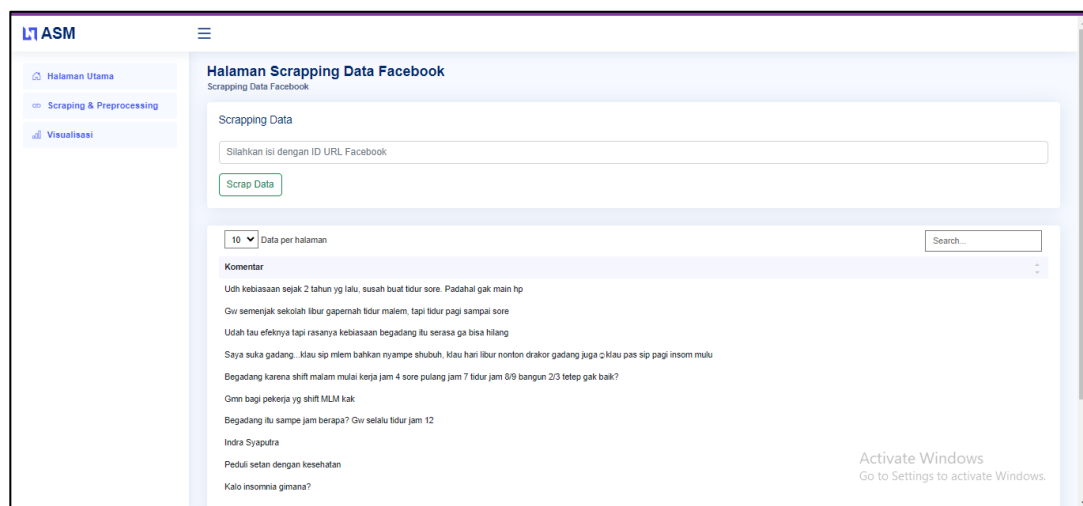 ASM
Halaman Utama
Scraping & Preprocessing
Visualisasi
Halaman Scrapping Data Facebook
Scrapping Data Facebook
Scrapping Data
Silahkan isi dengan ID URL Facebook
Scrap Data
10 Data per halaman
Search...
Komentar
Udh kebiasaan sejak 2 tahun yg lalu, susah buat tidur sore. Padahal gak main hp
Gw semenjak sekolah libur gapernah tidur malem, tapi tidur pagi sampai sore
Udah tau efeknya tapi rasanya kebiasaan begadang itu serasa ga bisa hilang
Saya suka gadang...klau sip mlem bahkan nyampe shubuh, klau hari libur nonton drakor gadang juga klau pas sip pagi insom mulu
Begadang karena shift malam mulai kerja jam 4 sore pulang jam 7 tidur jam 8/9 bangun 2/3 tetep gak baik?
Gmn bagi pekerja yg shift MLM kak
Begadang itu sampe jam berapa? Gw selalu tidur jam 12
Indra Syaputra
Peduli setan dengan kesehatan
Kalo insomnia gimana?
Activate Windows
Go to Settings to activate Windows.